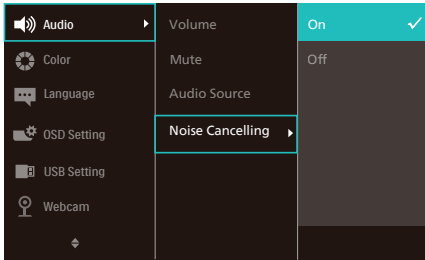 Audio
Color
Language
OSD Setting
USB Setting
Webcam
Volume
Mute
Audio Source
Noise Cancelling
On
Off